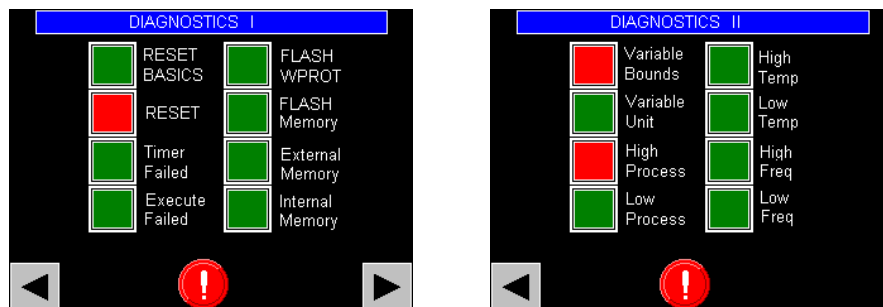 DIAGNOSTICS I
RESET
BASICS
FLASH
WPROT
RESET
FLASH
Memory
Timer
Failed
External
Memory
Execute
Failed
Internal
Memory
!
DIAGNOSTICS II
Variable
Bounds
High
Temp
Variable
Unit
Low
Temp
High
Process
High
Freq
Low
Process
Low
Freq
!